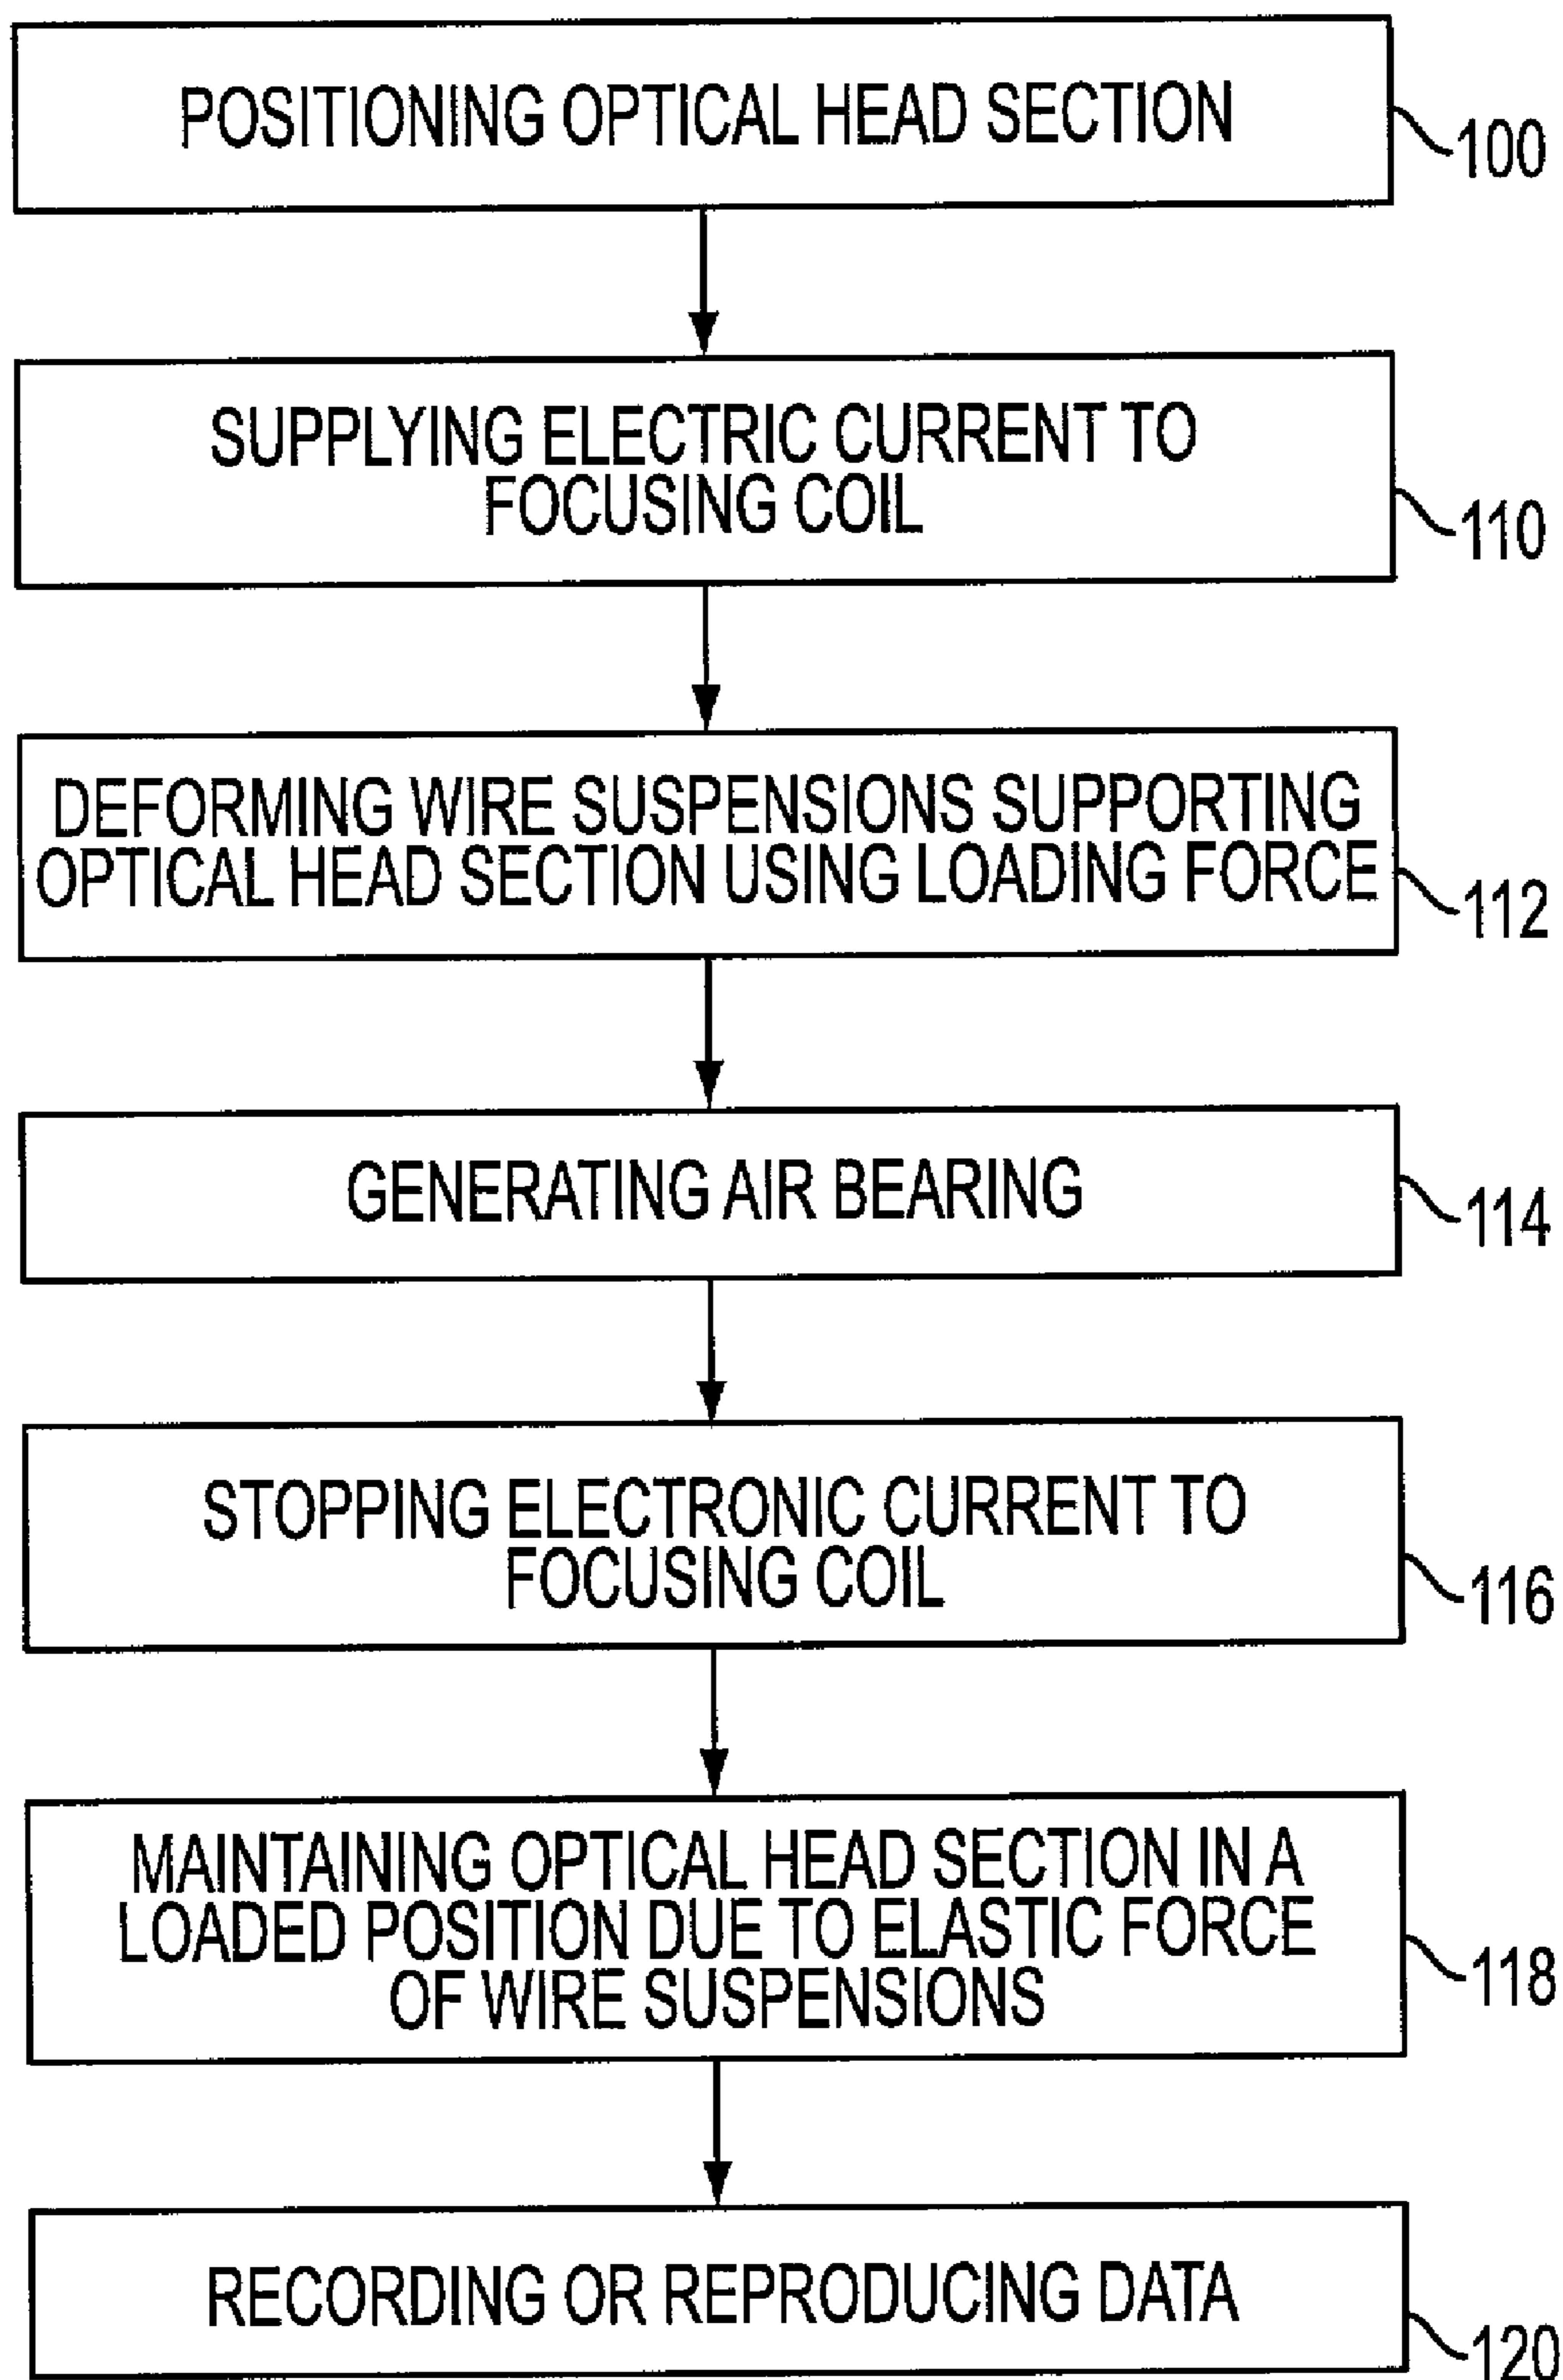 POSITIONING OPTICAL HEAD SECTION
100
SUPPLYING ELECTRIC CURRENT TO
FOCUSING COIL
110
DEFORMING WIRE SUSPENSIONS SUPPORTING
OPTICAL HEAD SECTION USING LOADING FORCE
112
GENERATING AIR BEARING
114
STOPPING ELECTRONIC CURRENT TO
FOCUSING COIL
116
MAINTAINING OPTICAL HEAD SECTION IN A
LOADED POSITION DUE TO ELASTIC FORCE
OF WIRE SUSPENSIONS
118
RECORDING OR REPRODUCING DATA
120